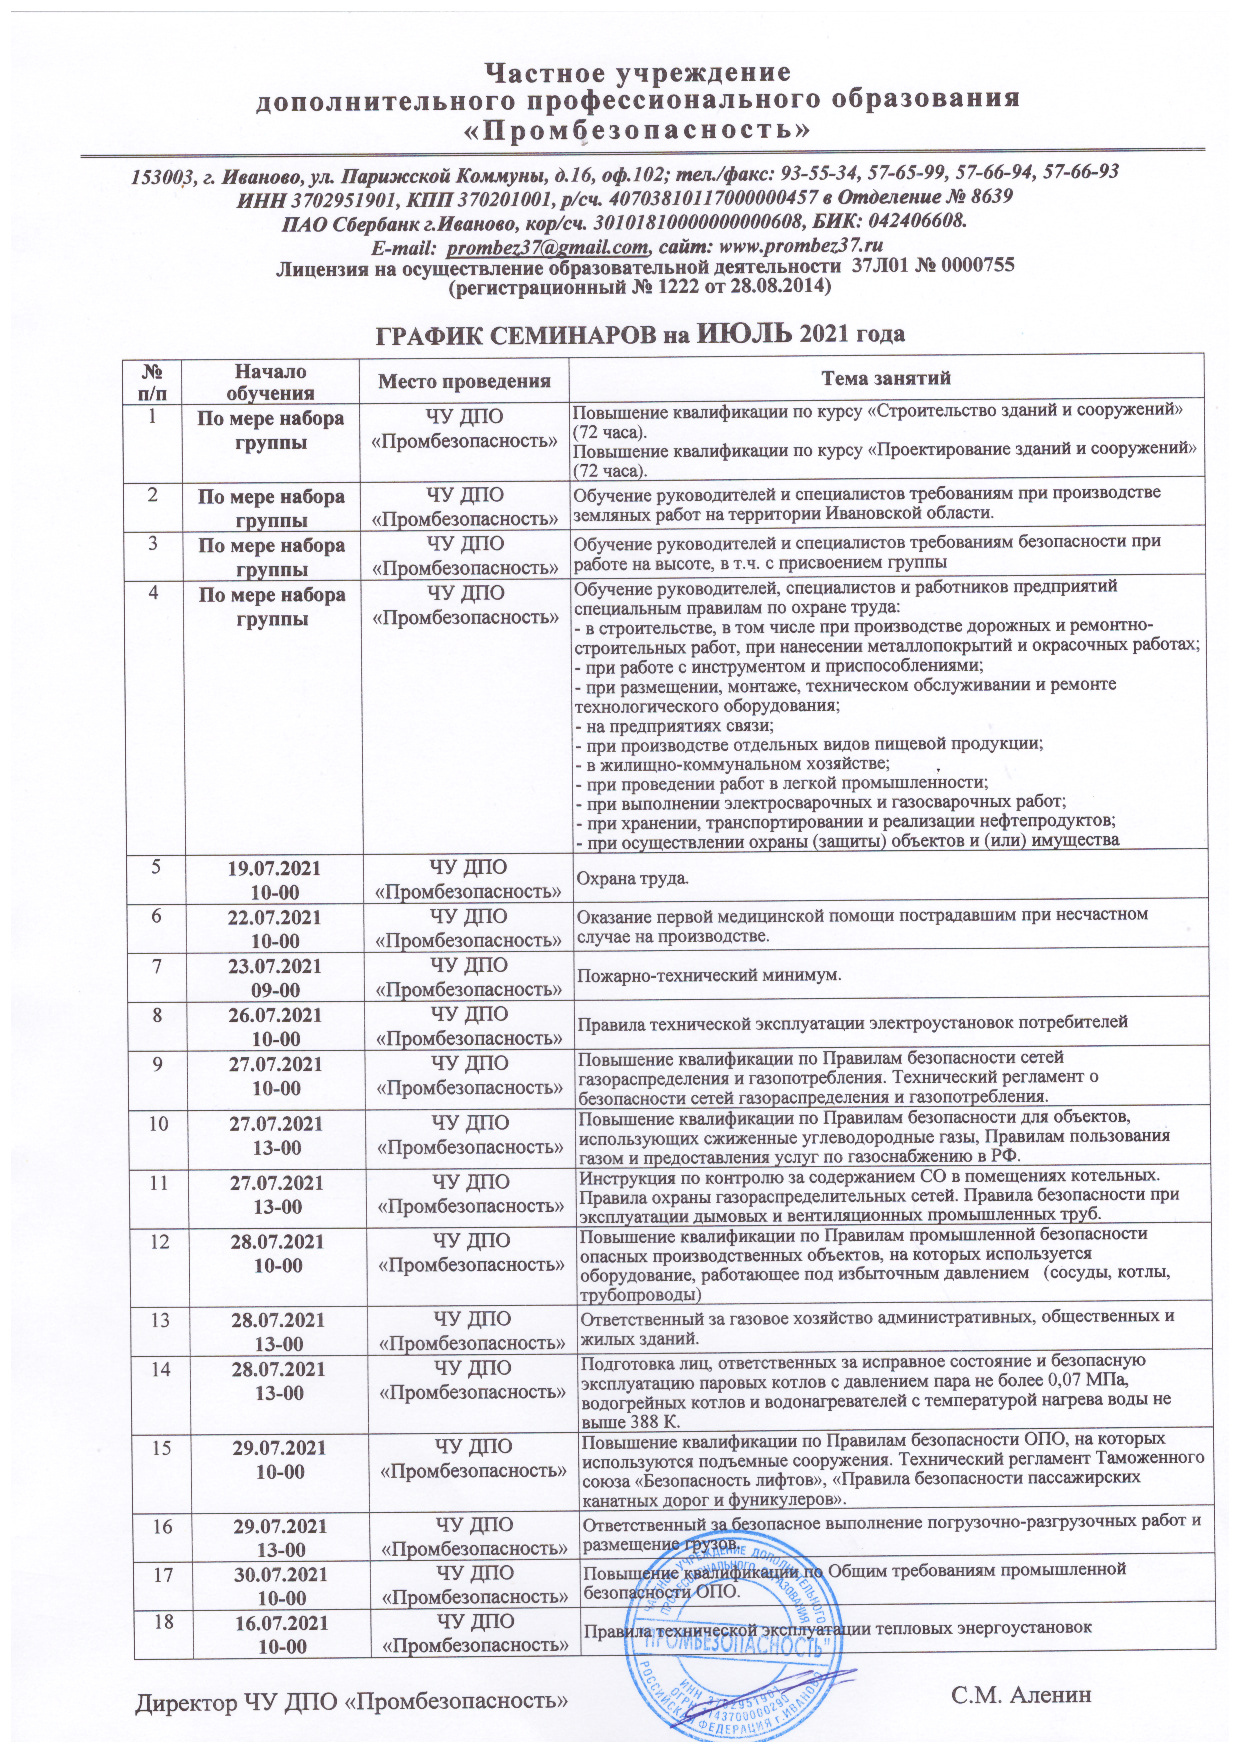 Частное учреждение
дополнительного профессионального образования
«Промбезопасность»
153003, г. Иваново, ул. Парижской Коммуны, д.16, оф.102; тел./факс: 93-55-34, 57-65-99, 57-66-94, 57-66-93
ИНН 3702951901, КПП 370201001, р/сч. 40703810117000000457 в Отделение № 8639
ПАО Сбербанк г.Иваново, кор/сч. 30101810000000000608, БИК: 042406608.
E-mail: prombez37@gmail.com, сайт: www.prombez37.ru
Лицензия на осуществление образовательной деятельности 37Л01 № 0000755
(регистрационный № 1222 от 28.08.2014)
ГРАФИК СЕМИНАРОВ на ИЮЛЬ 2021 года
№ п/п
Начало обучения
Место проведения
Тема занятий
1
По мере набора
группы
ЧУ ДПО
«Промбезопасность»
Повышение квалификации по курсу «Строительство зданий и сооружений»
(72 часа).
Повышение квалификации по курсу «Проектирование зданий и сооружений»
(72 часа).
2
По мере набора
группы
ЧУ ДПО
«Промбезопасность»
Обучение руководителей и специалистов требованиям при производстве
земляных работ на территории Ивановской области.
3
По мере набора
группы
ЧУ ДПО
«Промбезопасность»
Обучение руководителей и специалистов требованиям безопасности при
работе на высоте, в т.ч. с присвоением группы
4
По мере набора
группы
ЧУ ДПО
«Промбезопасность»
Обучение руководителей, специалистов и работников предприятий
специальным правилам по охране труда:
- в строительстве, в том числе при производстве дорожных и ремонтно-
строительных работ, при нанесении металлопокрытий и окрасочных работах;
- при работе с инструментом и приспособлениями;
- при размещении, монтаже, техническом обслуживании и ремонте
технологического оборудования;
- на предприятиях связи;
- при производстве отдельных видов пищевой продукции;
- в жилищно-коммунальном хозяйстве;
- при проведении работ в легкой промышленности;
- при выполнении электросварочных и газосварочных работ;
- при хранении, транспортировании и реализации нефтепродуктов;
- при осуществлении охраны (защиты) объектов и (или) имущества
5
19.07.2021
10-00
ЧУ ДПО
«Промбезопасность»
Охрана труда.
6
22.07.2021
10-00
ЧУ ДПО
«Промбезопасность»
Оказание первой медицинской помощи пострадавшим при несчастном
случае на производстве.
7
23.07.2021
09-00
ЧУ ДПО
«Промбезопасность»
Пожарно-технический минимум.
8
26.07.2021
10-00
ЧУ ДПО
«Промбезопасность»
Правила технической эксплуатации электроустановок потребителей
9
27.07.2021
10-00
ЧУ ДПО
«Промбезопасность»
Повышение квалификации по Правилам безопасности сетей
газораспределения и газопотребления. Технический регламент о
безопасности сетей газораспределения и газопотребления.
10
27.07.2021
13-00
ЧУ ДПО
«Промбезопасность»
Повышение квалификации по Правилам безопасности для объектов,
использующих сжиженные углеводородные газы, Правилам пользования
газом и предоставления услуг по газоснабжению в РФ.
11
27.07.2021
13-00
ЧУ ДПО
«Промбезопасность»
Инструкция по контролю за содержанием СО в помещениях котельных.
Правила охраны газораспределительных сетей. Правила безопасности при
эксплуатации дымовых и вентиляционных промышленных труб.
12
28.07.2021
10-00
ЧУ ДПО
«Промбезопасность»
Повышение квалификации по Правилам промышленной безопасности
опасных производственных объектов, на которых используется
оборудование, работающее под избыточным давлением (сосуды, котлы,
трубопроводы)
13
28.07.2021
13-00
ЧУ ДПО
«Промбезопасность»
Ответственный за газовое хозяйство административных, общественных и
жилых зданий.
14
28.07.2021
13-00
ЧУ ДПО
«Промбезопасность»
Подготовка лиц, ответственных за исправное состояние и безопасную
эксплуатацию паровых котлов с давлением пара не более 0,07 МПа,
водогрейных котлов и водонагревателей с температурой нагрева воды не
выше 388 К.
15
29.07.2021
10-00
ЧУ ДПО
«Промбезопасность»
Повышение квалификации по Правилам безопасности ОПО, на которых
используются подъемные сооружения. Технический регламент Таможенного
союза «Безопасность лифтов», «Правила безопасности пассажирских
канатных дорог и фуникулеров».
16
29.07.2021
13-00
ЧУ ДПО
«Промбезопасность»
Ответственный за безопасное выполнение погрузочно-разгрузочных работ и
размещение грузов.
17
30.07.2021
10-00
ЧУ ДПО
«Промбезопасность»
Повышение квалификации по Общим требованиям промышленной
безопасности ОПО.
18
16.07.2021
10-00
ЧУ ДПО
«Промбезопасность»
Правила технической эксплуатации тепловых энергоустановок
ЧАСТНОЕ УЧРЕЖДЕНИЕ ДОПОЛНИТЕЛЬНОГО
ПРОФЕССИОНАЛЬНОГО ОБРАЗОВАНИЯ
"ПРОМБЕЗОПАСНОСТЬ"
ИНН 3702951901
РОССИЙСКАЯ ФЕДЕРАЦИЯ г.ИВАНОВО
Директор ЧУ ДПО «Промбезопасность»
С.М. Аленин